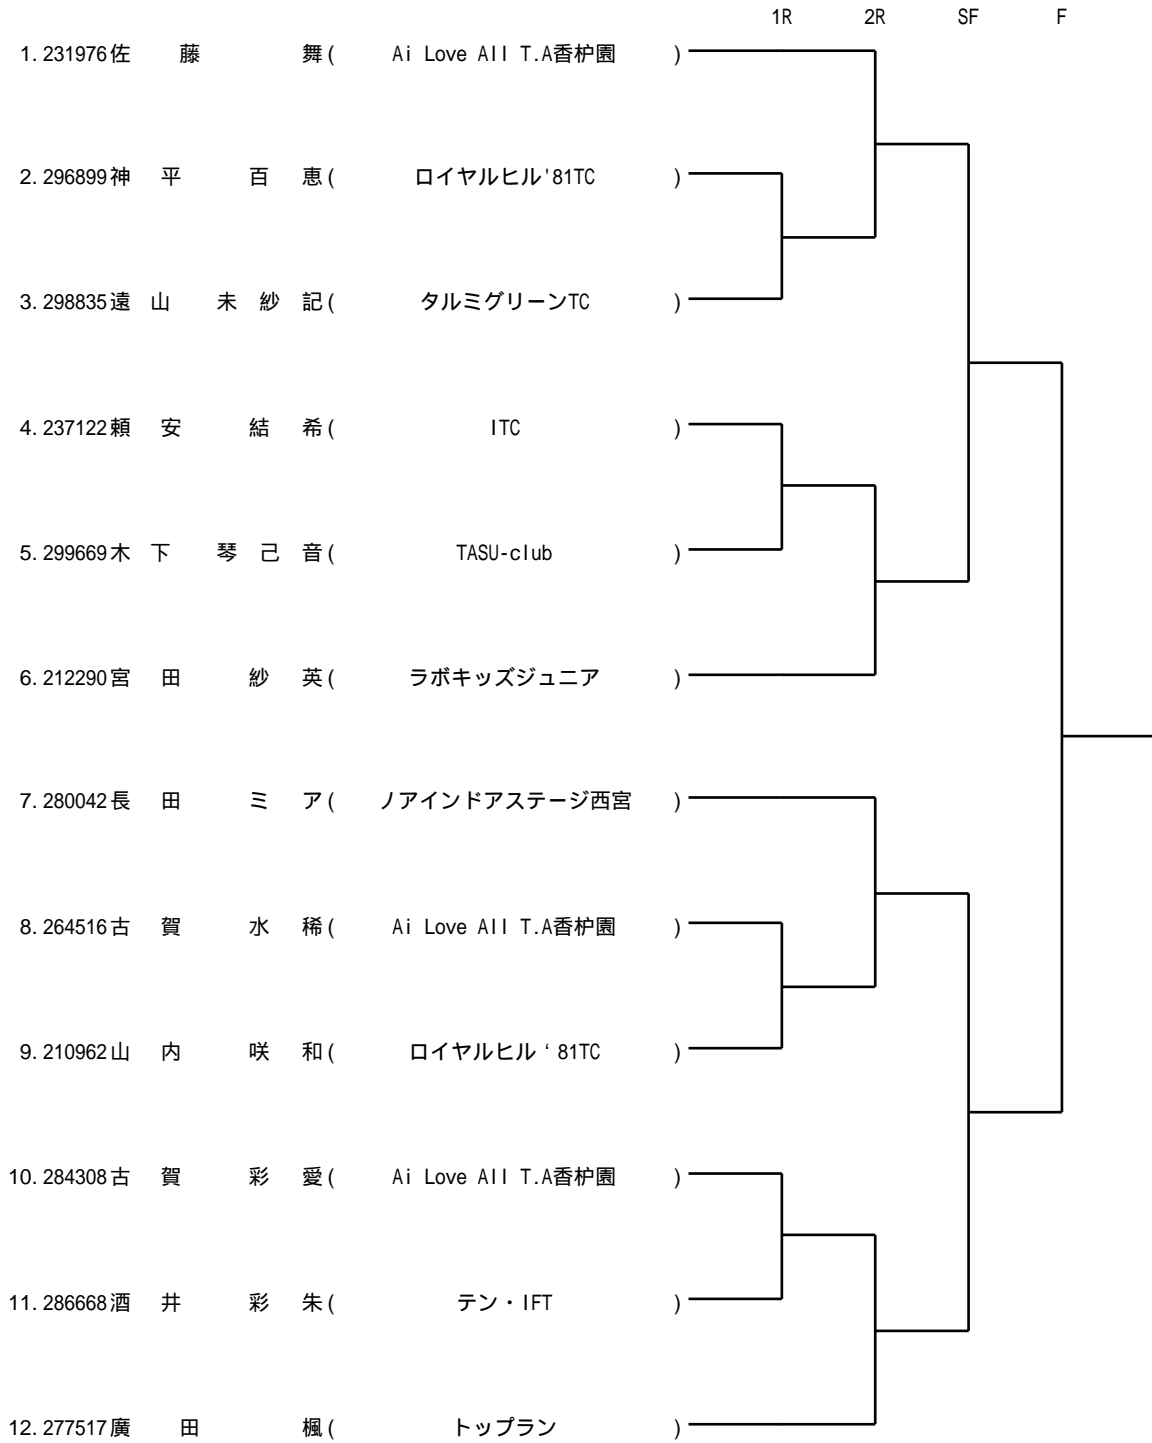 1R 2R SF F
1. 231976 佐 藤 舞 ( Ai Love All T.A香枦園 )
2. 296899 神 平 百 恵 ( ロイヤルヒル'81TC )
3. 298835 遠 山 未 紗 記 ( タルミグリーンTC )
4. 237122 頼 安 結 希 ( ITC )
5. 299669 木 下 琴 己 音 ( TASU-club )
6. 212290 宮 田 紗 英 ( ラボキッズジュニア )
7. 280042 長 田 ミ ア ( ノアインドアステージ西宮 )
8. 264516 古 賀 水 稀 ( Ai Love All T.A香枦園 )
9. 210962 山 内 咲 和 ( ロイヤルヒル‘81TC )
10. 284308 古 賀 彩 愛 ( Ai Love All T.A香枦園 )
11. 286668 酒 井 彩 朱 ( テン・IFT )
12. 277517 廣 田 楓 ( トップラン )